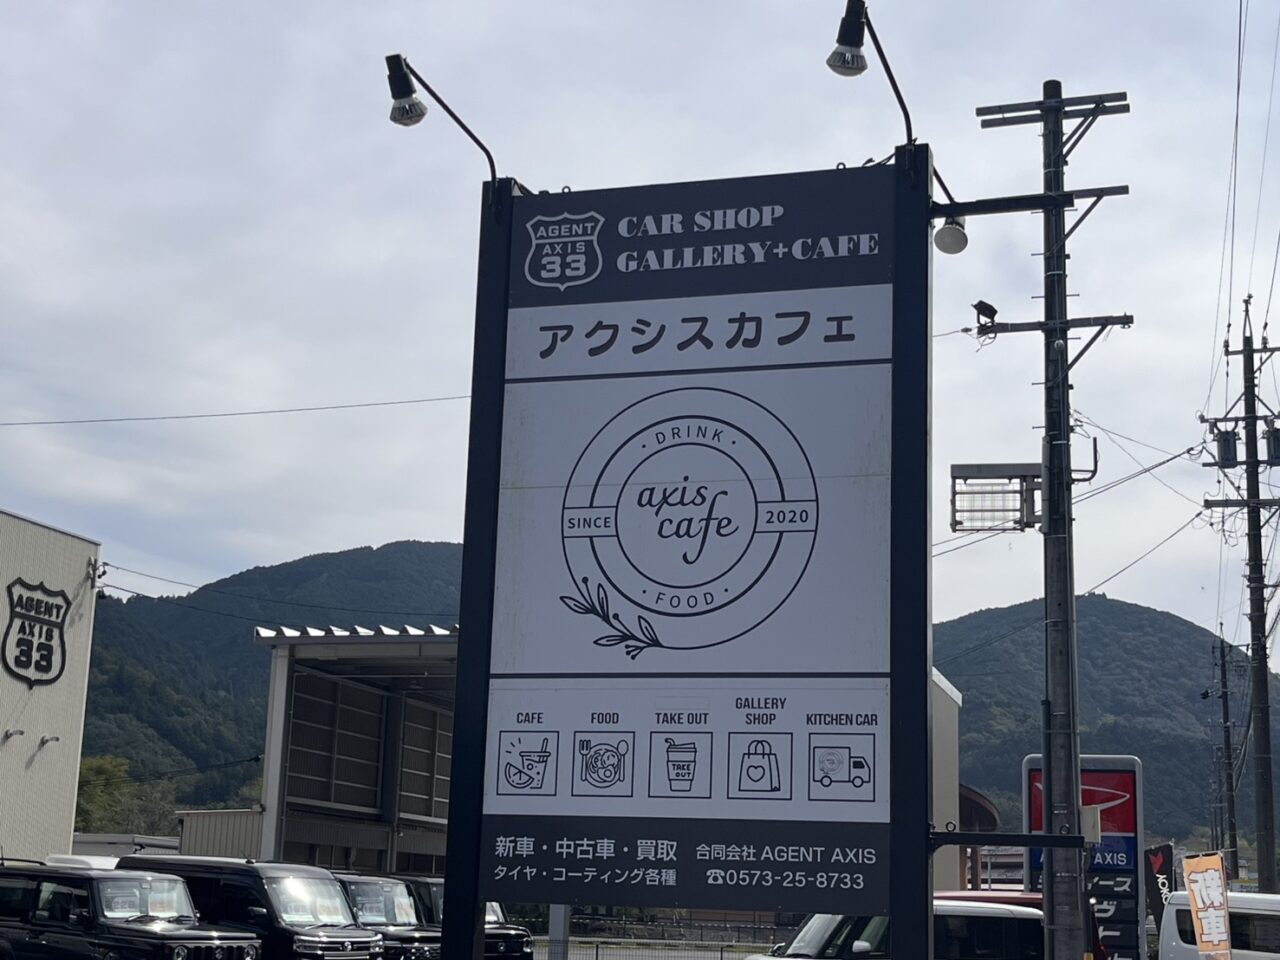 AGENT
AXIS
33
CAR SHOP
GALLERY+CAFE
アクシスカフェ
・DRINK・
axis
cafe
SINCE
2020
・FOOD・
CAFE
FOOD
TAKE OUT
GALLERY
SHOP
KITCHEN CAR
TAKE
OUT
新車・中古車・買取
タイヤ・コーティング各種
合同会社 AGENT AXIS
☎0573-25-8733
AGENT
AXIS
33
AXIS
新車